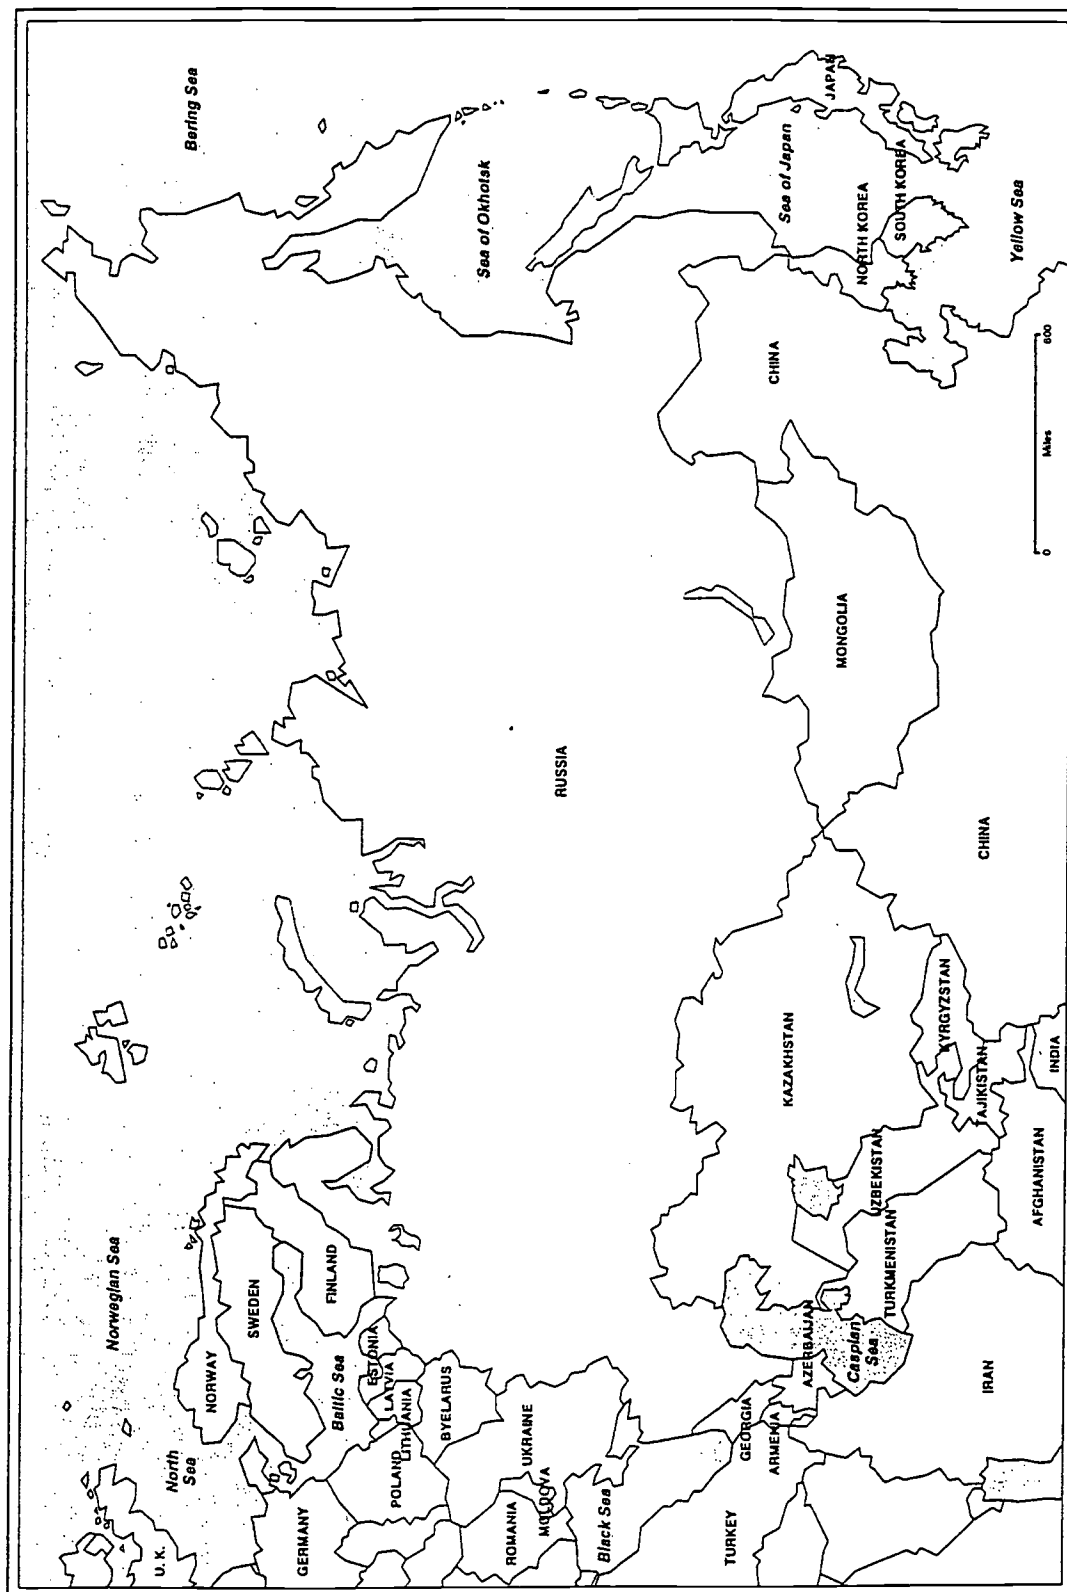 Bering Sea
Norwegian Sea
North
Sea
U. K.
NORWAY
SWEDEN
FINLAND
Baltic Sea
ESTONIA
LATVIA
LITHUANIA
GERMANY
POLAND
BYELARUS
RUSSIA
Sea of Okhotsk
UKRAINE
MOLDOVA
ROMANIA
Black Sea
TURKEY
GEORGIA
ARMENIA
AZERBAIJAN
Caspian
Sea
KAZAKHSTAN
UZBEKISTAN
TURKMENISTAN
KYRGYZSTAN
TAJIKISTAN
IRAN
AFGHANISTAN
INDIA
MONGOLIA
CHINA
CHINA
Sea of Japan
JAPAN
NORTH KOREA
SOUTH KOREA
Yellow Sea
0 Miles 600